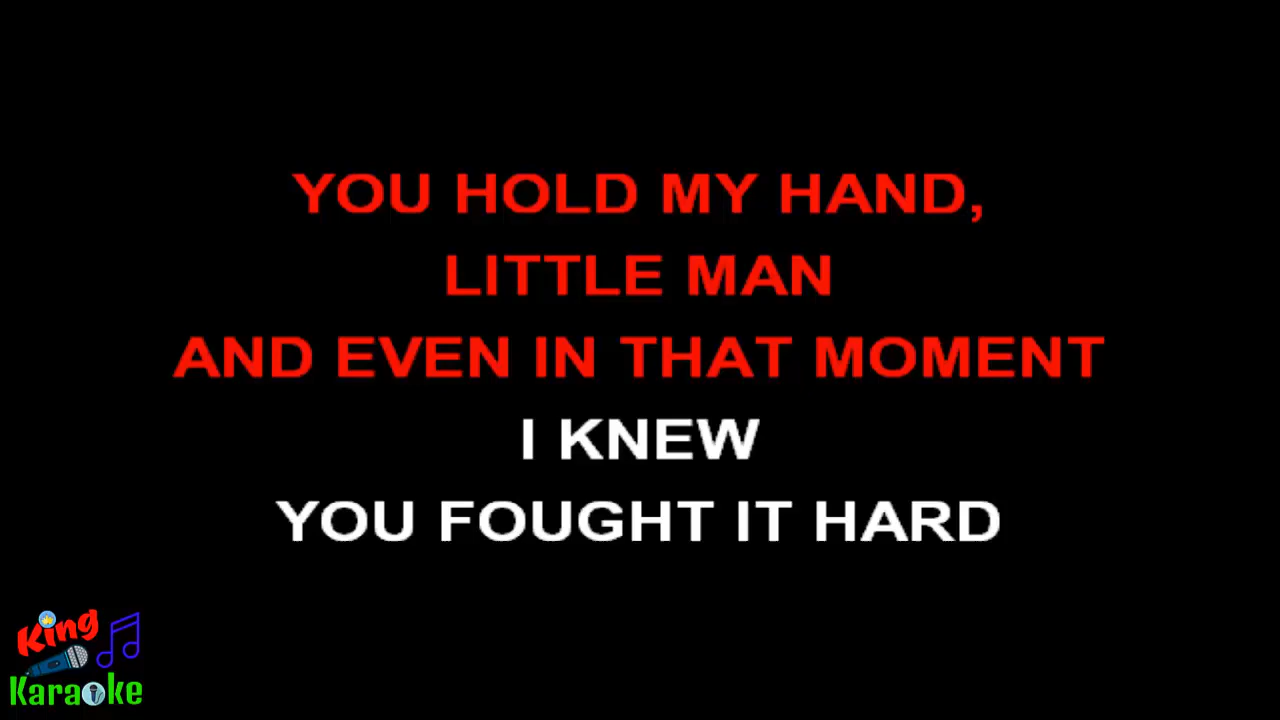 YOU HOLD MY HAND,
LITTLE MAN
AND EVEN IN THAT MOMENT
I KNEW
YOU FOUGHT IT HARD
King
Karaoke